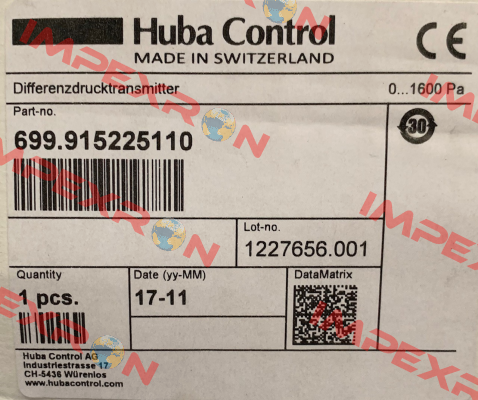 Huba Control
MADE IN SWITZERLAND
CE
Differenzdrucktransmitter 0...1600 Pa
Part-no.
699.915225110
30
Lot-no.
1227656.001
Quantity
1 pcs.
Date (yy-MM)
17-11
DataMatrix
Huba Control AG
Industriestrasse 17
CH-5436 Würenlos
www.hubacontrol.com
IMPEXRON
IMPEXRON
IMPEXRON
IMPEXRON
IMPEXRON